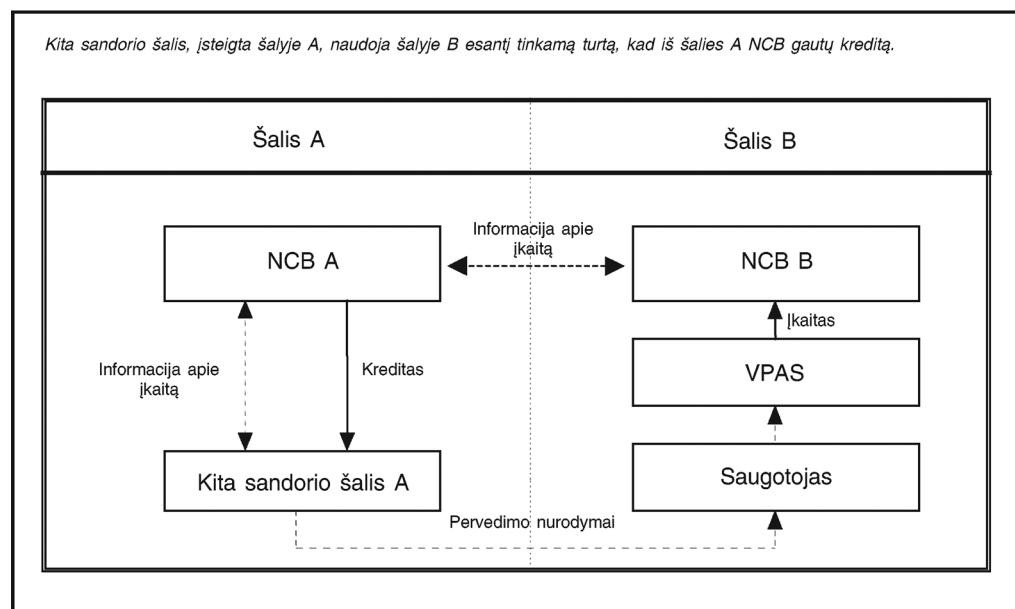 Kita sandorio šalis, įsteigta šalyje A, naudoja šalyje B esantį tinkamą turtą, kad iš šalies A NCB gautų kreditą.
Šalis A
Šalis B
Informacija apie
įkaitą
NCB A
NCB B
Įkaitas
Informacija apie
įkaitą
Kreditas
VPAS
Kita sandorio šalis A
Saugotojas
Pervedimo nurodymai